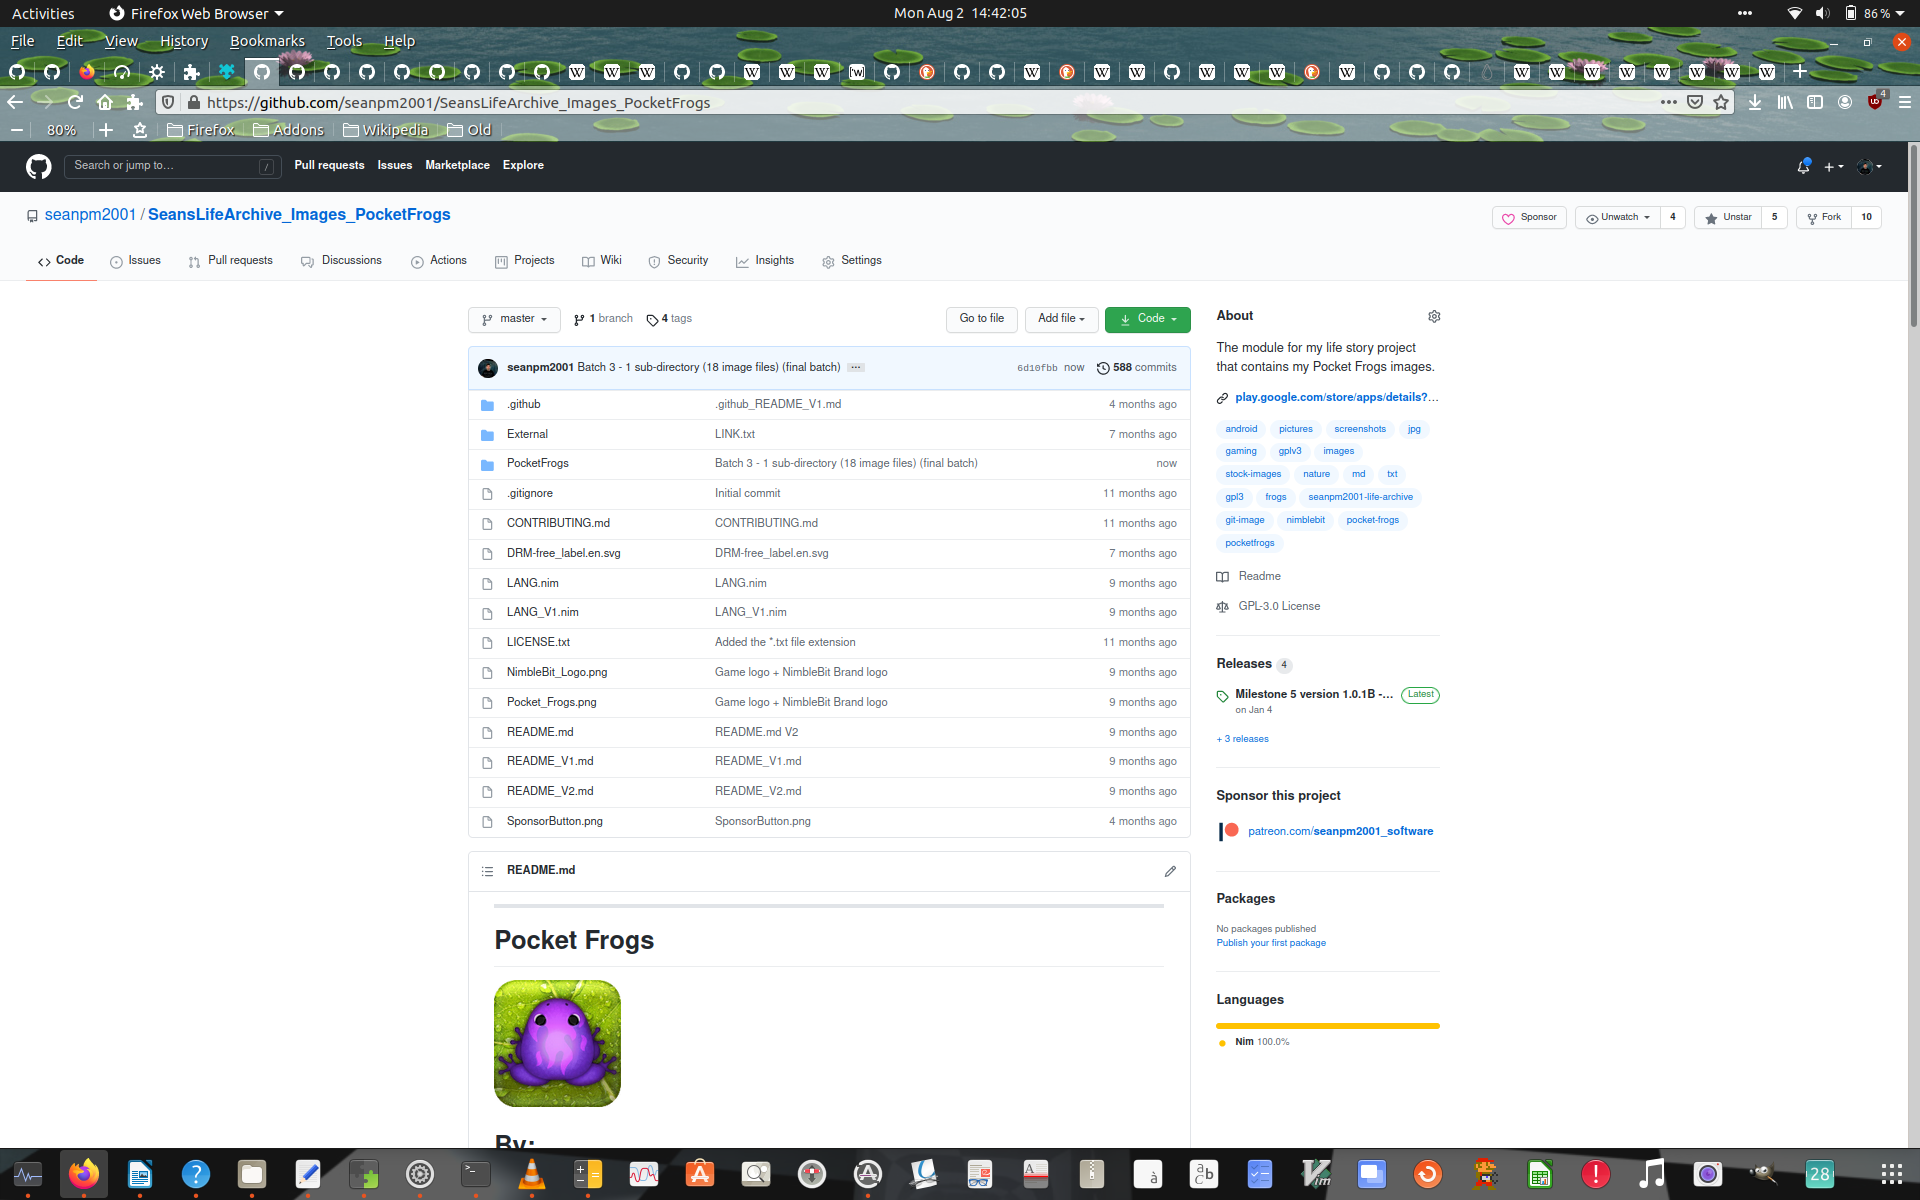 Activities Firefox Web Browser Mon Aug 2 14:42:05 86 %
File Edit View History Bookmarks Tools Help
https://github.com/seanpm2001/SeansLifeArchive_Images_PocketFrogs 4
80% Firefox Addons Wikipedia Old
Search or jump to… / Pull requests Issues Marketplace Explore
seanpm2001 / SeansLifeArchive_Images_PocketFrogs Sponsor Unwatch 4 Unstar 5 Fork 10
Code Issues Pull requests Discussions Actions Projects Wiki Security Insights Settings
master 1 branch 4 tags Go to file Add file Code
seanpm2001 Batch 3 - 1 sub-directory (18 image files) (final batch) ... 6d10fbb now 588 commits
.github .github_README_V1.md 4 months ago
External LINK.txt 7 months ago
PocketFrogs Batch 3 - 1 sub-directory (18 image files) (final batch) now
.gitignore Initial commit 11 months ago
CONTRIBUTING.md CONTRIBUTING.md 11 months ago
DRM-free_label.en.svg DRM-free_label.en.svg 7 months ago
LANG.nim LANG.nim 9 months ago
LANG_V1.nim LANG_V1.nim 9 months ago
LICENSE.txt Added the *.txt file extension 11 months ago
NimbleBit_Logo.png Game logo + NimbleBit Brand logo 9 months ago
Pocket_Frogs.png Game logo + NimbleBit Brand logo 9 months ago
README.md README.md V2 9 months ago
README_V1.md README_V1.md 9 months ago
README_V2.md README_V2.md 9 months ago
SponsorButton.png SponsorButton.png 4 months ago
README.md
Pocket Frogs
By:
About
The module for my life story project
that contains my Pocket Frogs images.
play.google.com/store/apps/details?...
android pictures screenshots jpg
gaming gplv3 images
stock-images nature md txt
gpl3 frogs seanpm2001-life-archive
git-image nimblebit pocket-frogs
pocketfrogs
Readme
GPL-3.0 License
Releases 4
Milestone 5 version 1.0.1B -... Latest
on Jan 4
+ 3 releases
Sponsor this project
patreon.com/seanpm2001_software
Packages
No packages published
Publish your first package
Languages
Nim 100.0%
28